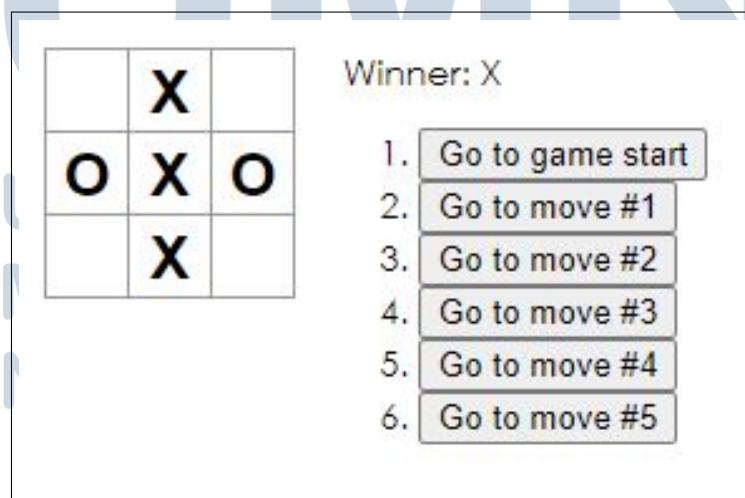 X
O X O
X
Winner: X
1. Go to game start
2. Go to move #1
3. Go to move #2
4. Go to move #3
5. Go to move #4
6. Go to move #5